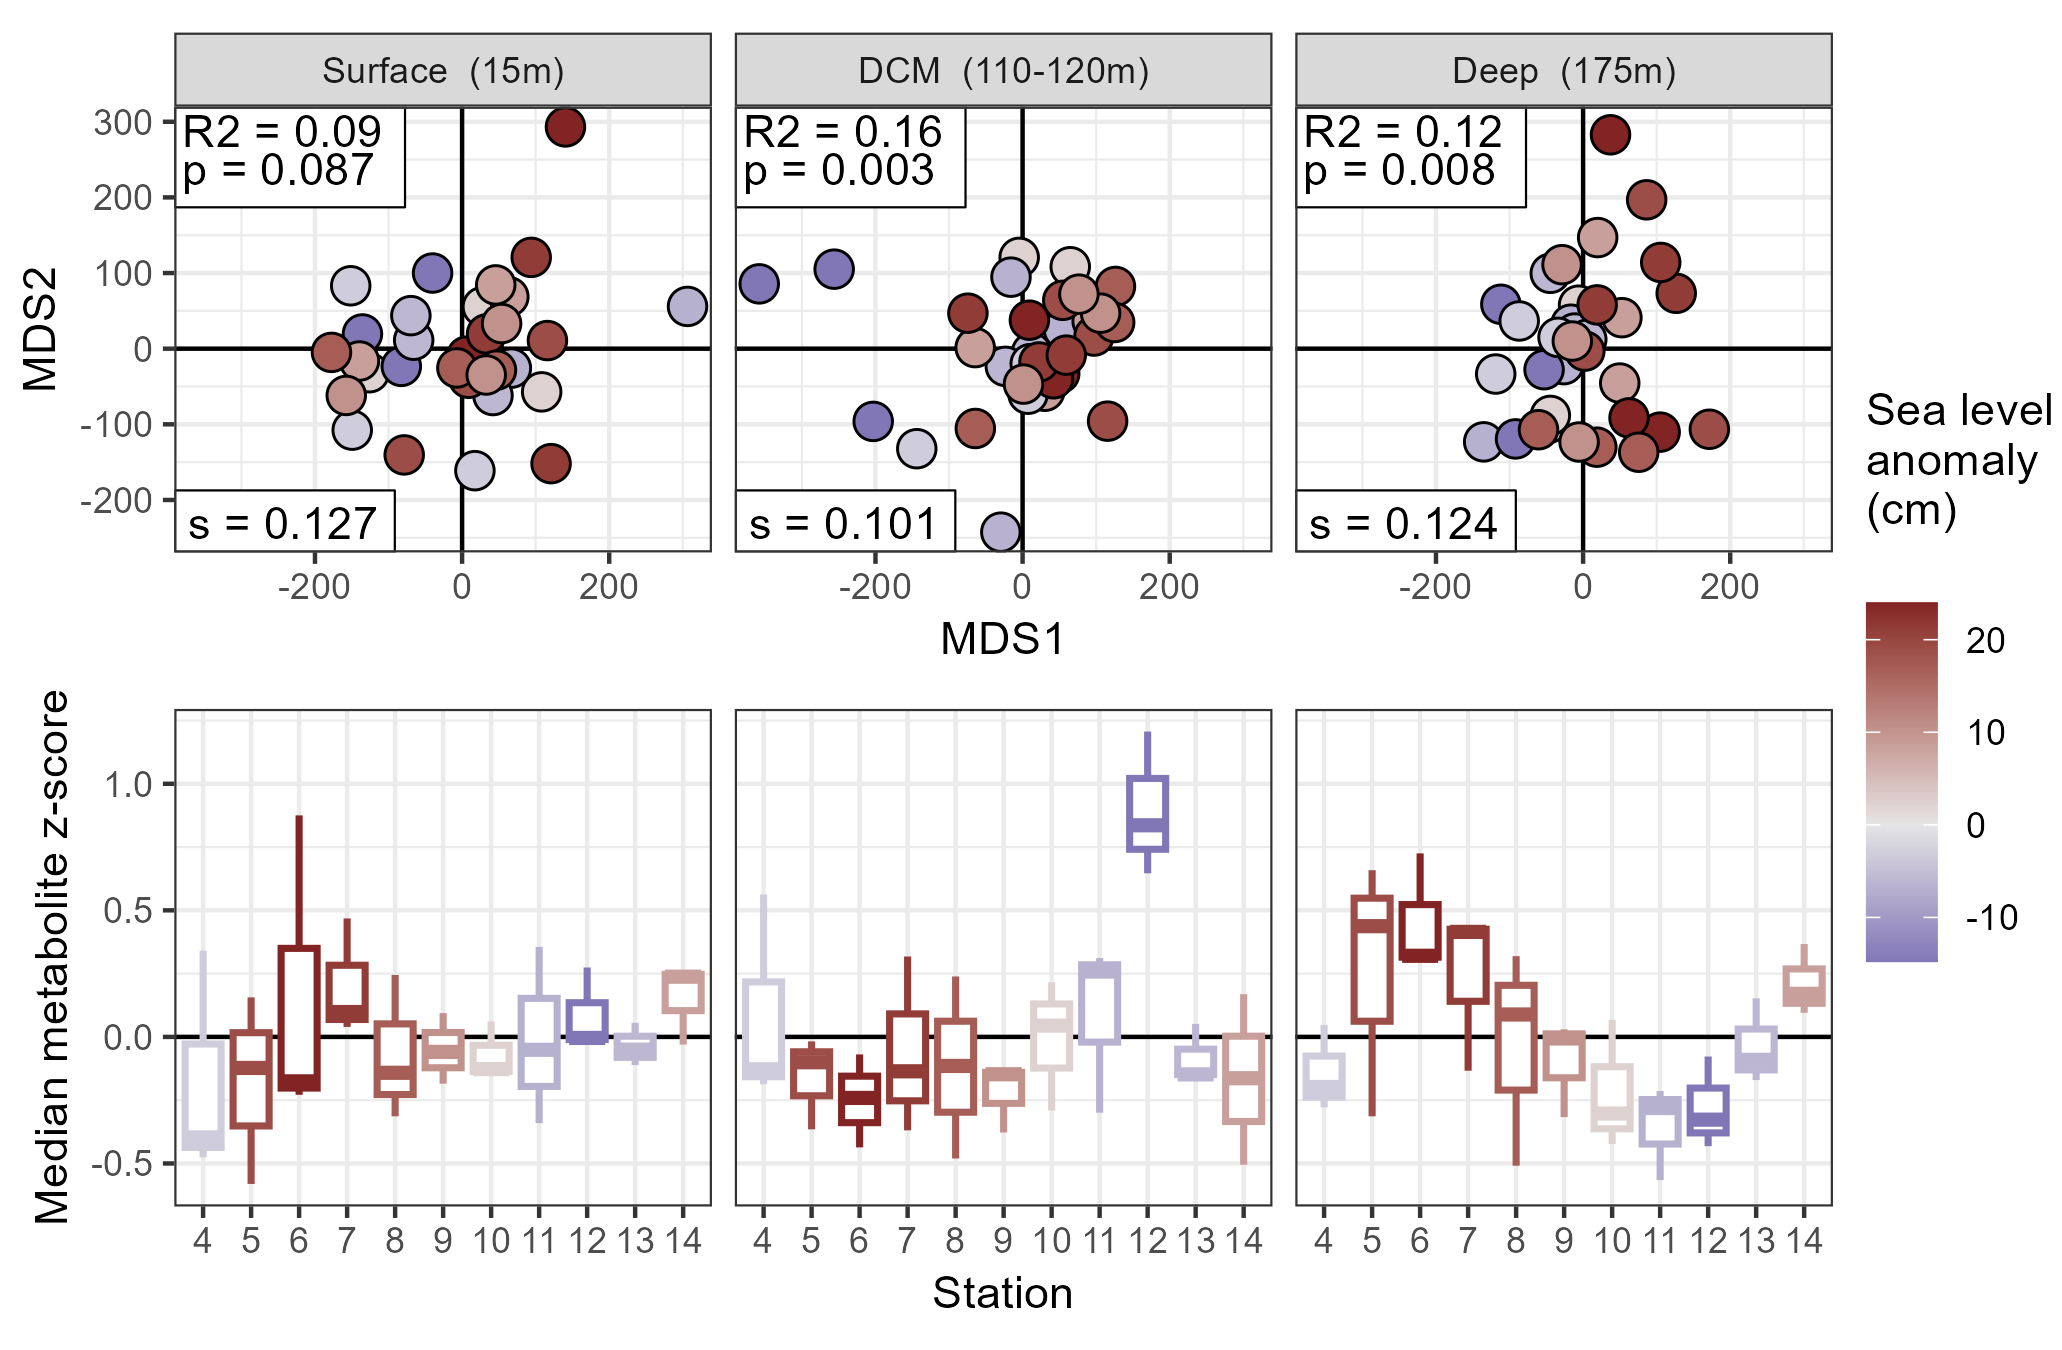 Surface (15m)
DCM (110-120m)
Deep (175m)
R2 = 0.09
p = 0.087
R2 = 0.16
p = 0.003
R2 = 0.12
p = 0.008
s = 0.127
s = 0.101
s = 0.124
MDS2
300
200
100
0
-100
-200
-200 0 200
-200 0 200
-200 0 200
MDS1
Sea level
anomaly
(cm)
20
10
0
-10
Median metabolite z-score
1.0
0.5
0.0
-0.5
4 5 6 7 8 9 10 11 12 13 14
4 5 6 7 8 9 10 11 12 13 14
4 5 6 7 8 9 10 11 12 13 14
Station